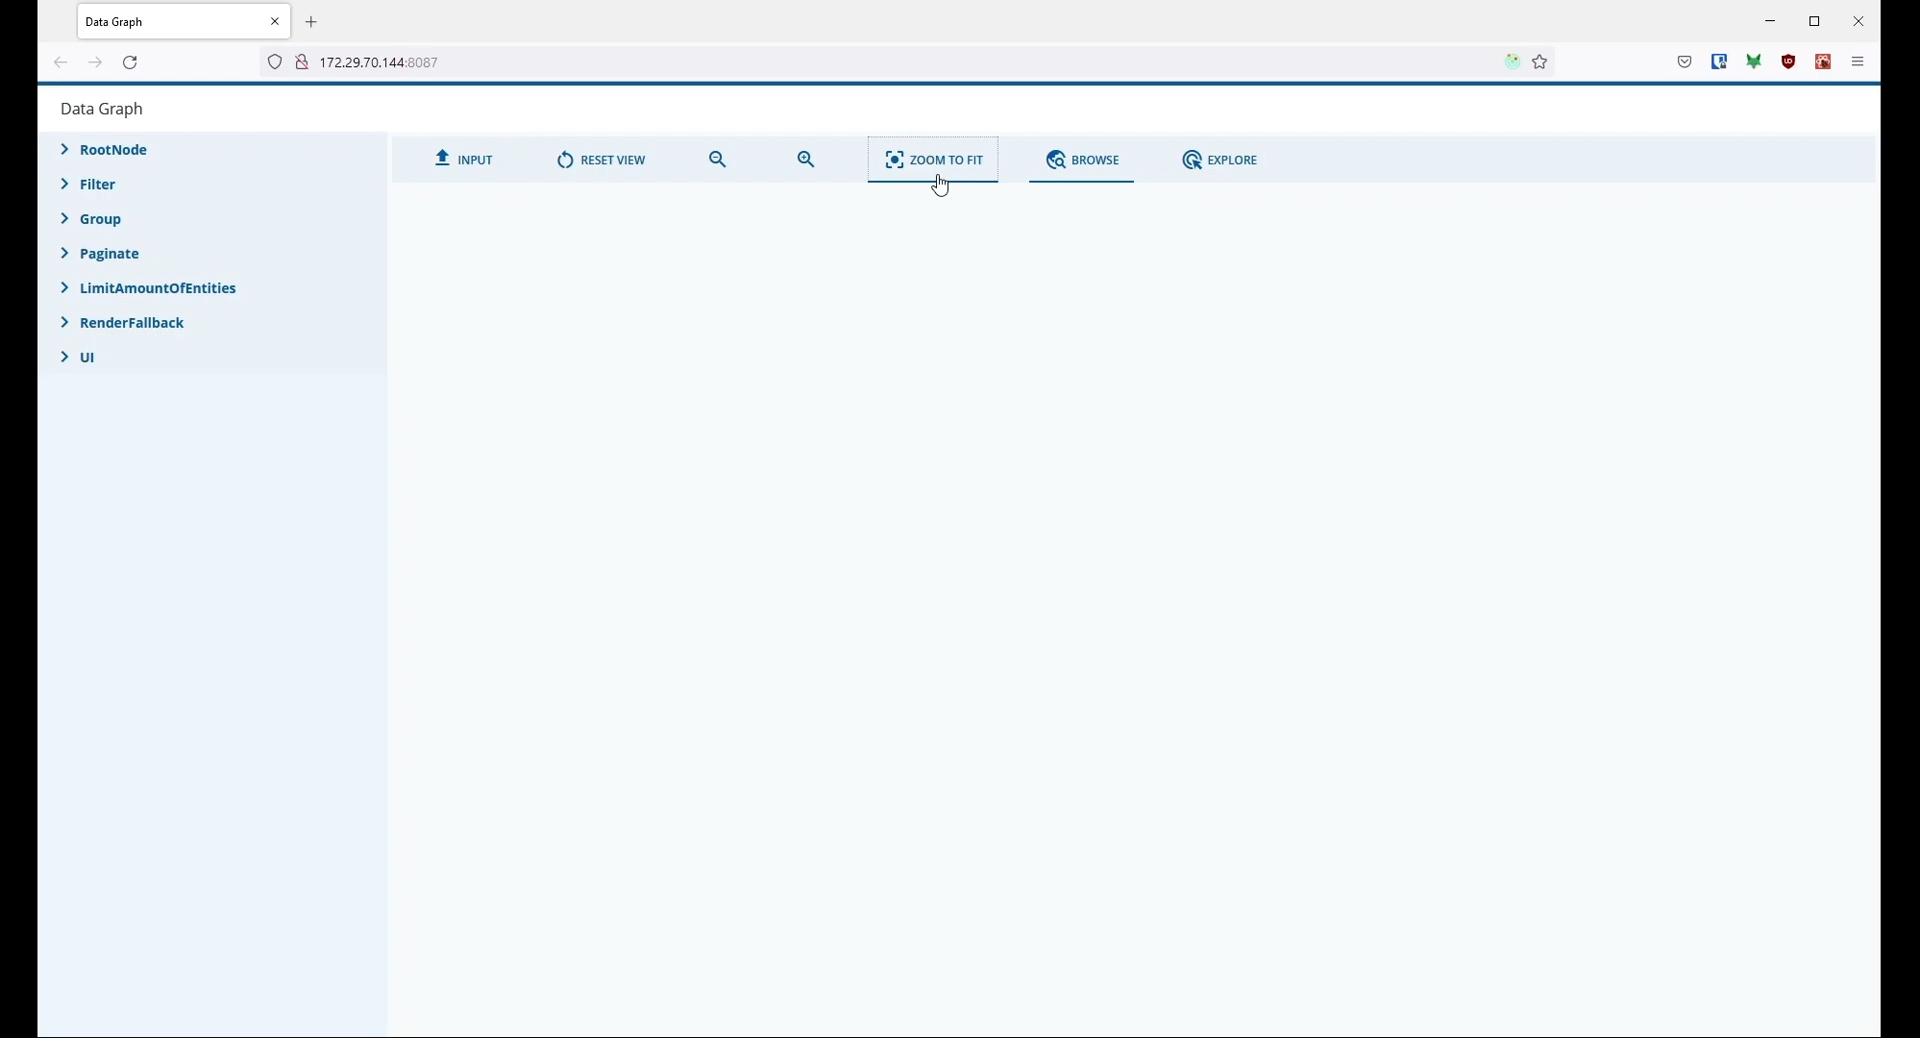 Data Graph
172.29.70.144:8087
Data Graph
RootNode
Filter
Group
Paginate
LimitAmountOfEntities
RenderFallback
UI
INPUT
RESET VIEW
ZOOM TO FIT
BROWSE
EXPLORE